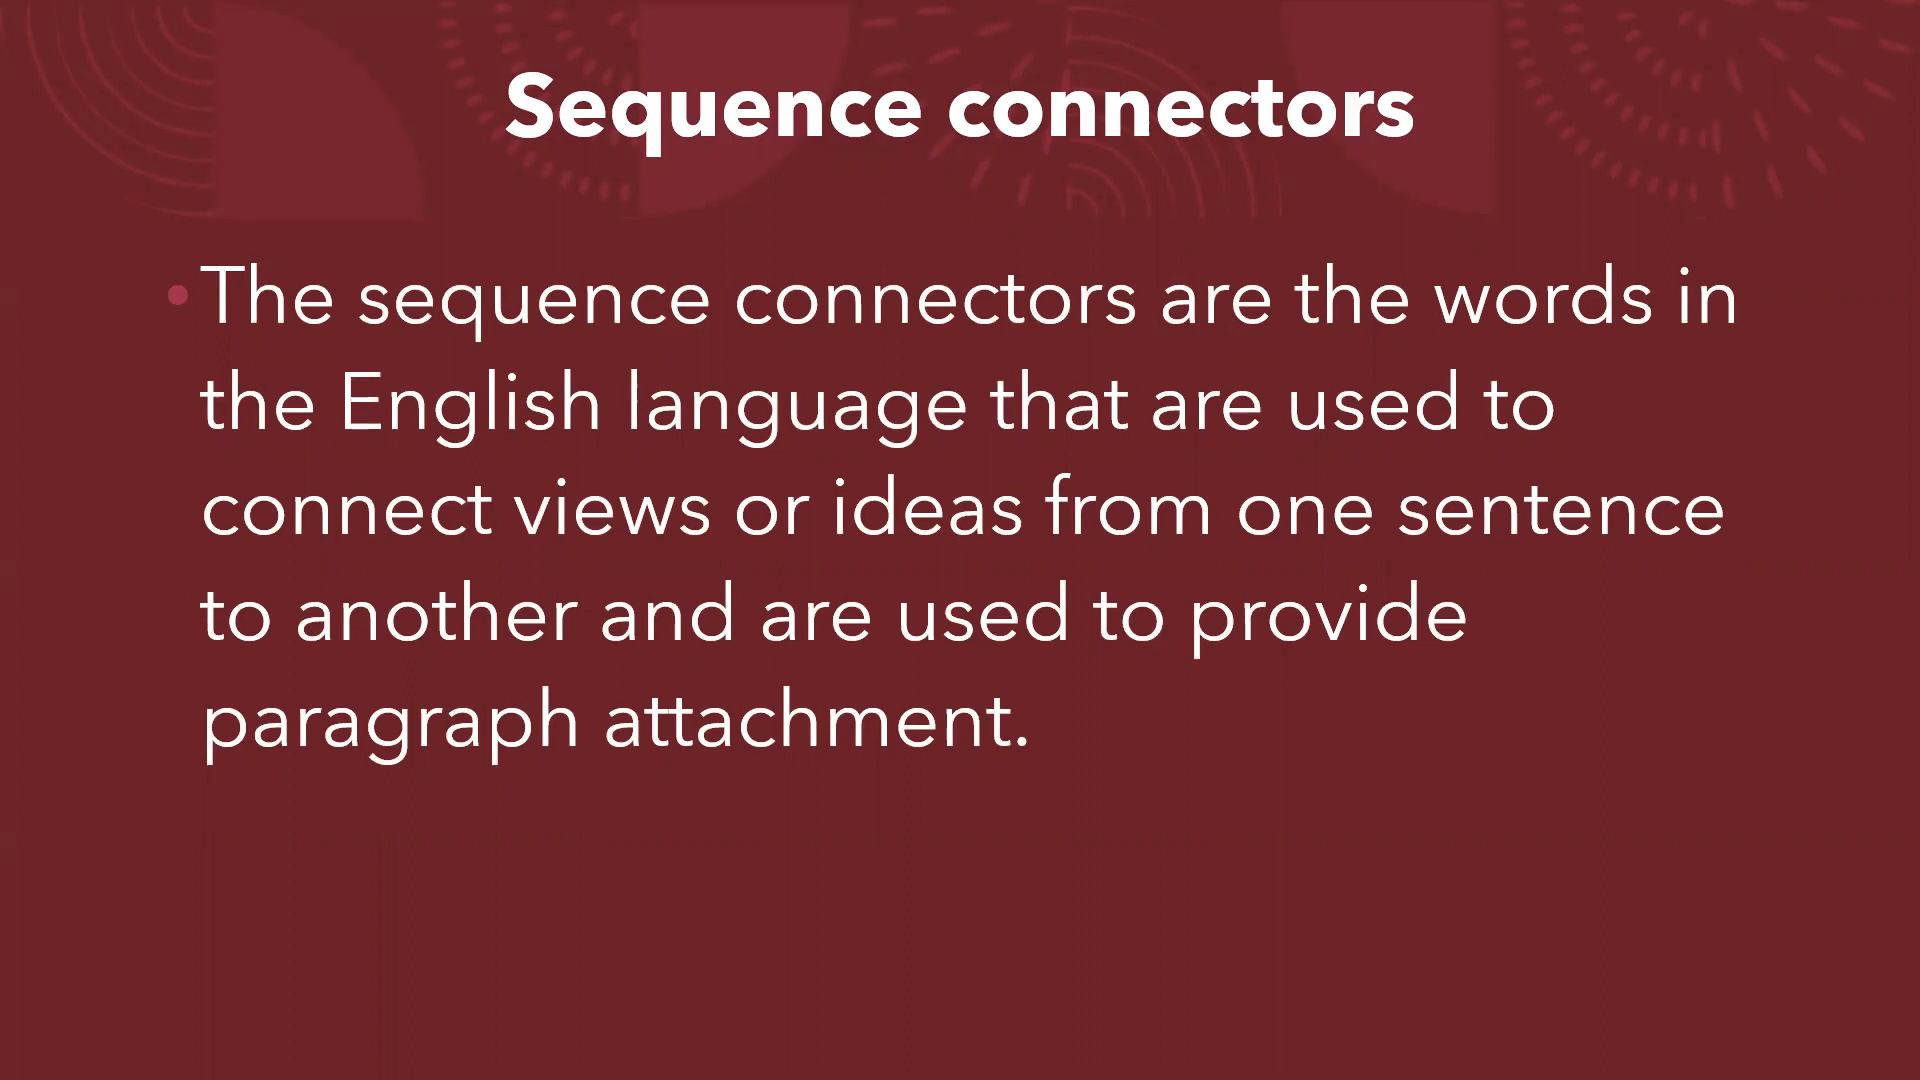 Sequence connectors
• The sequence connectors are the words in
the English language that are used to
connect views or ideas from one sentence
to another and are used to provide
paragraph attachment.